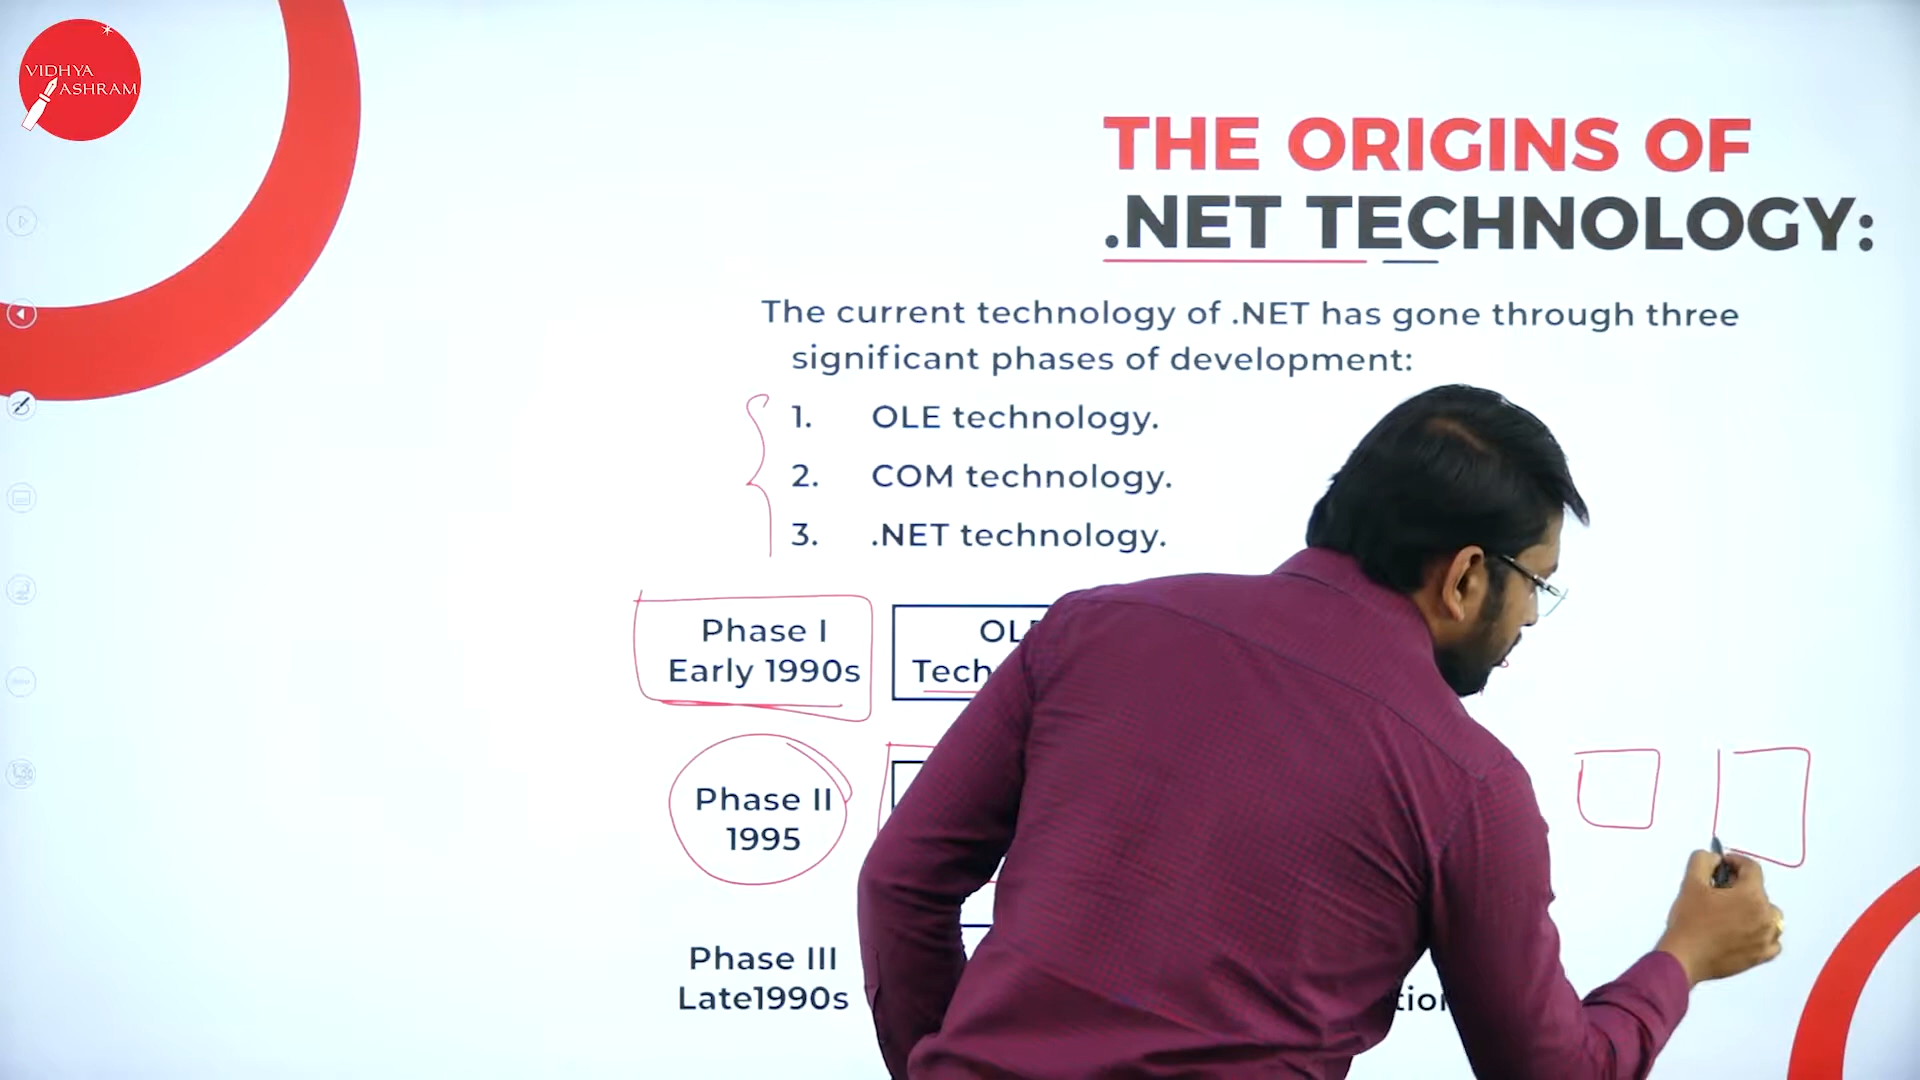 VIDHYA
ASHRAM
THE ORIGINS OF
.NET TECHNOLOGY:
The current technology of .NET has gone through three
significant phases of development:
1. OLE technology.
2. COM technology.
3. .NET technology.
Phase I
Early 1990s
Phase II
1995
Phase III
Late1990s